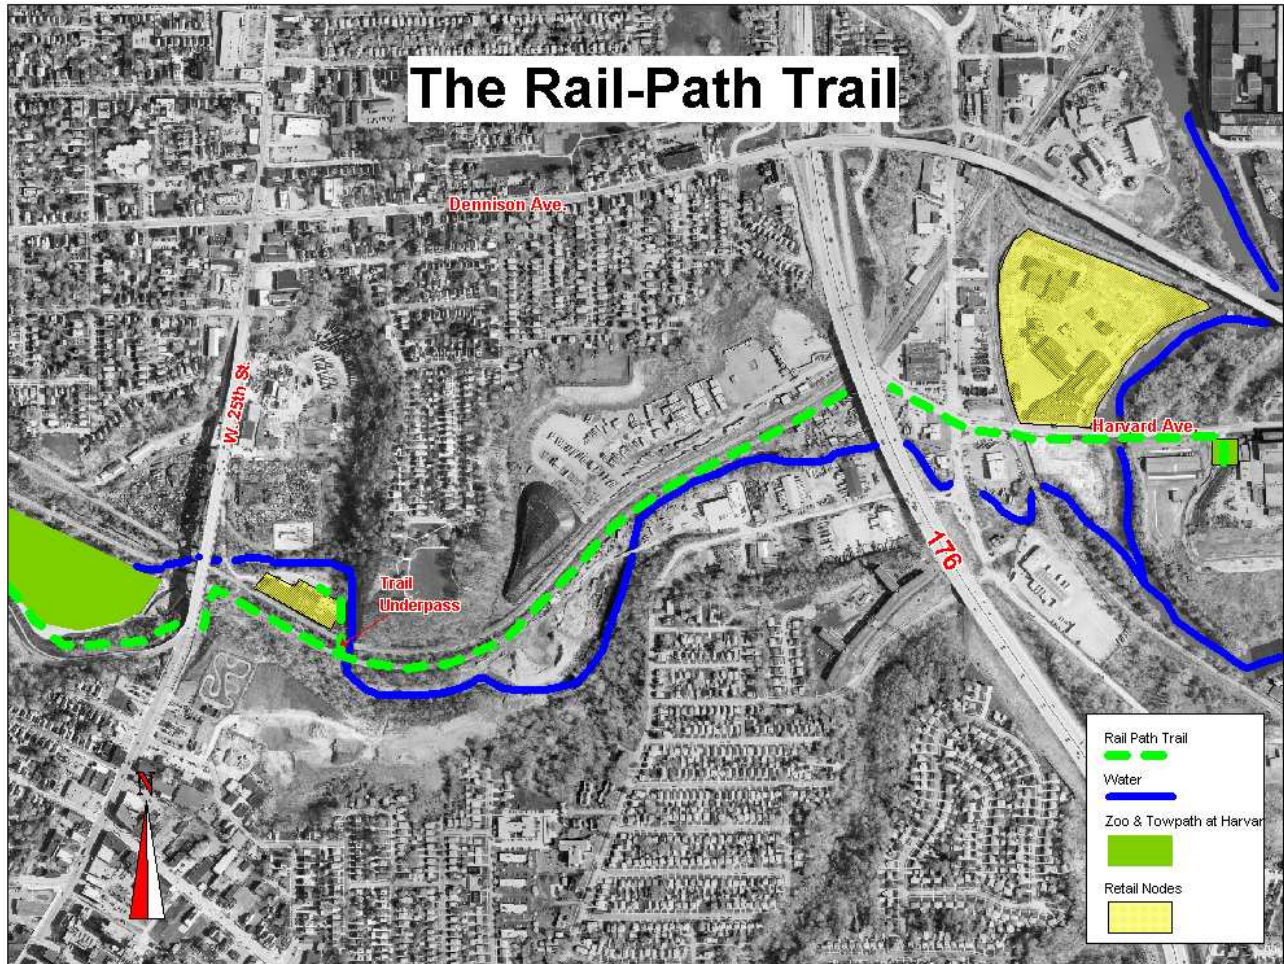 The Rail-Path Trail
Dennison Ave.
W. 25th St.
Harvard Ave.
176
Trail
Underpass
N
Rail Path Trail
Water
Zoo & Towpath at Harvar
Retail Nodes